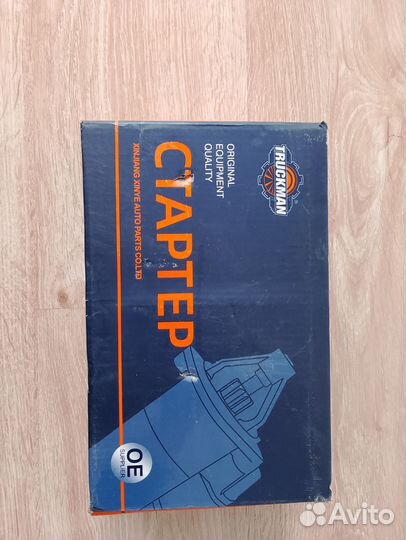 TRUCKMAN
®
ORIGINAL
EQUIPMENT
QUALITY
СТАРТЕР
XINJIANG XINYE AUTO PARTS CO.LTD
OE
SUPPLIER
Avito